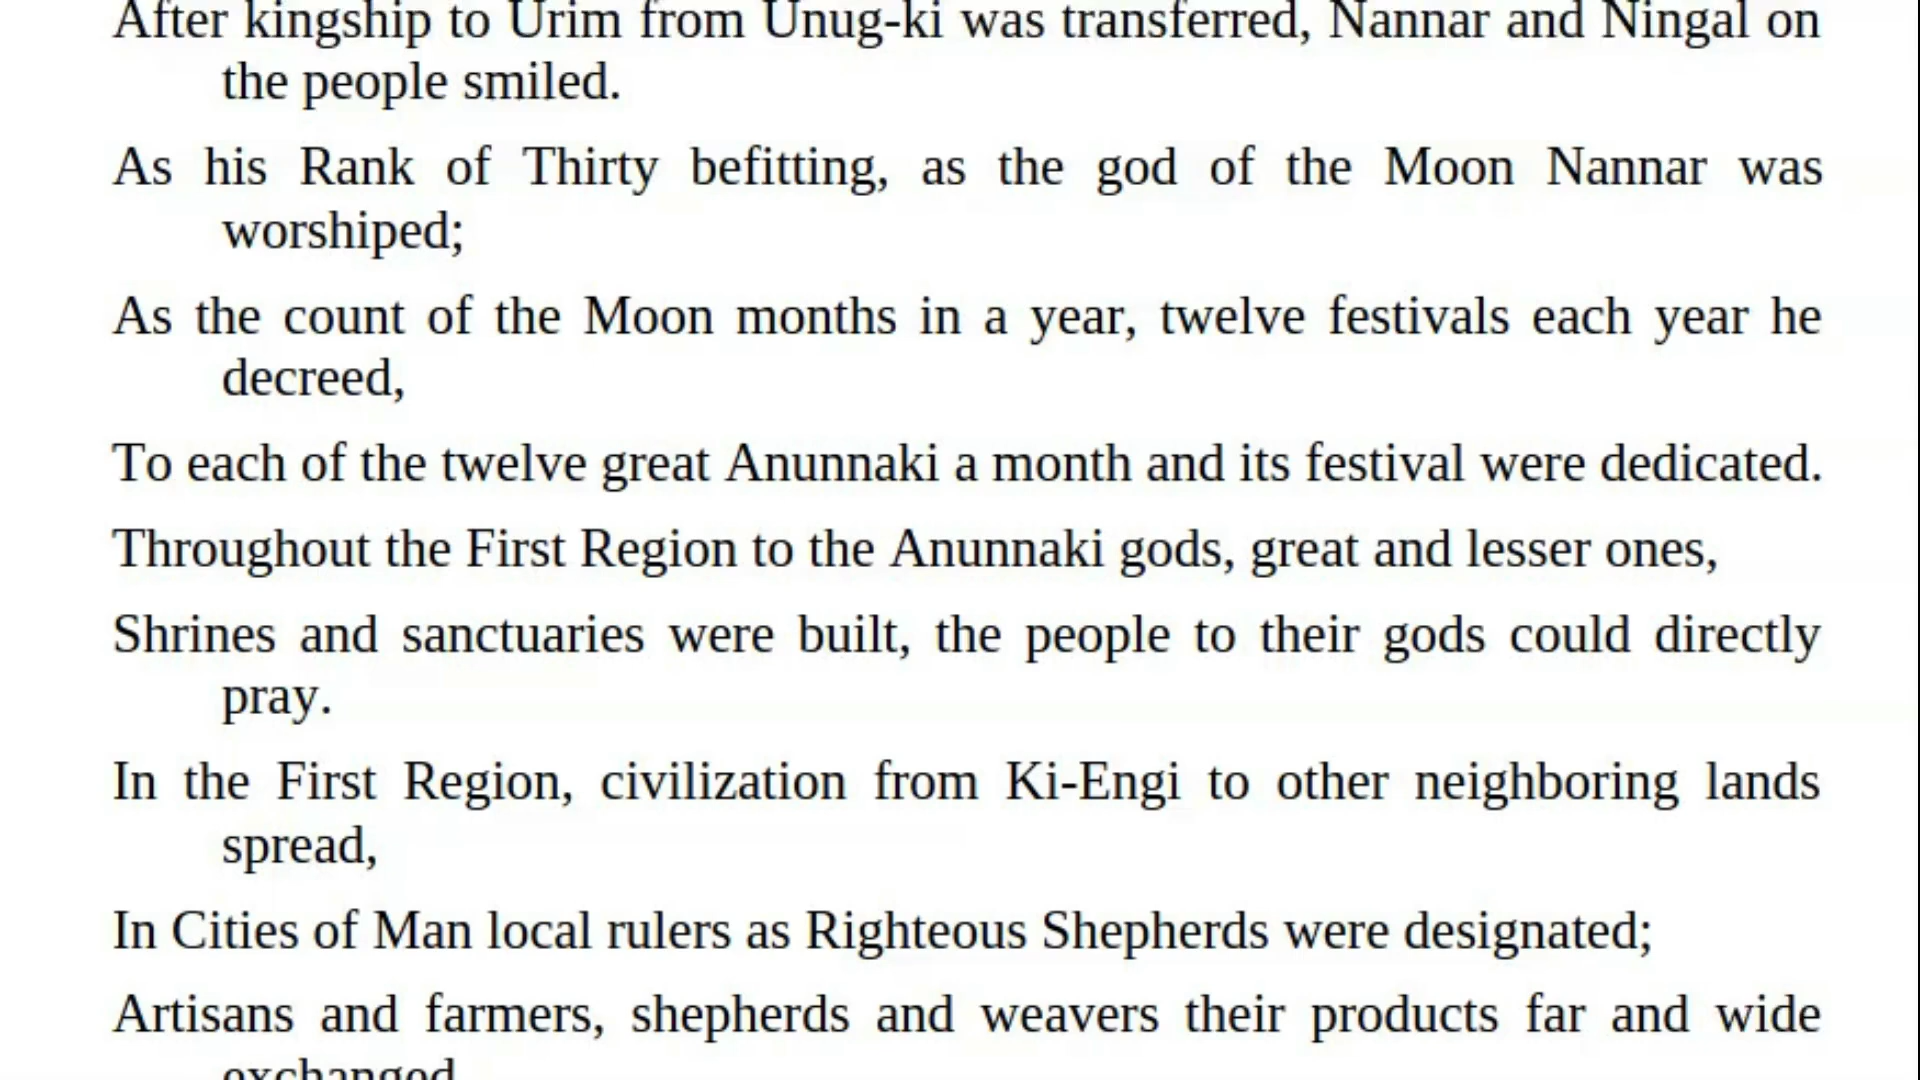 After kingship to Urim from Unug-ki was transferred, Nannar and Ningal on
the people smiled.
As his Rank of Thirty befitting, as the god of the Moon Nannar was
worshiped;
As the count of the Moon months in a year, twelve festivals each year he
decreed,
To each of the twelve great Anunnaki a month and its festival were dedicated.
Throughout the First Region to the Anunnaki gods, great and lesser ones,
Shrines and sanctuaries were built, the people to their gods could directly
pray.
In the First Region, civilization from Ki-Engi to other neighboring lands
spread,
In Cities of Man local rulers as Righteous Shepherds were designated;
Artisans and farmers, shepherds and weavers their products far and wide
exchanged